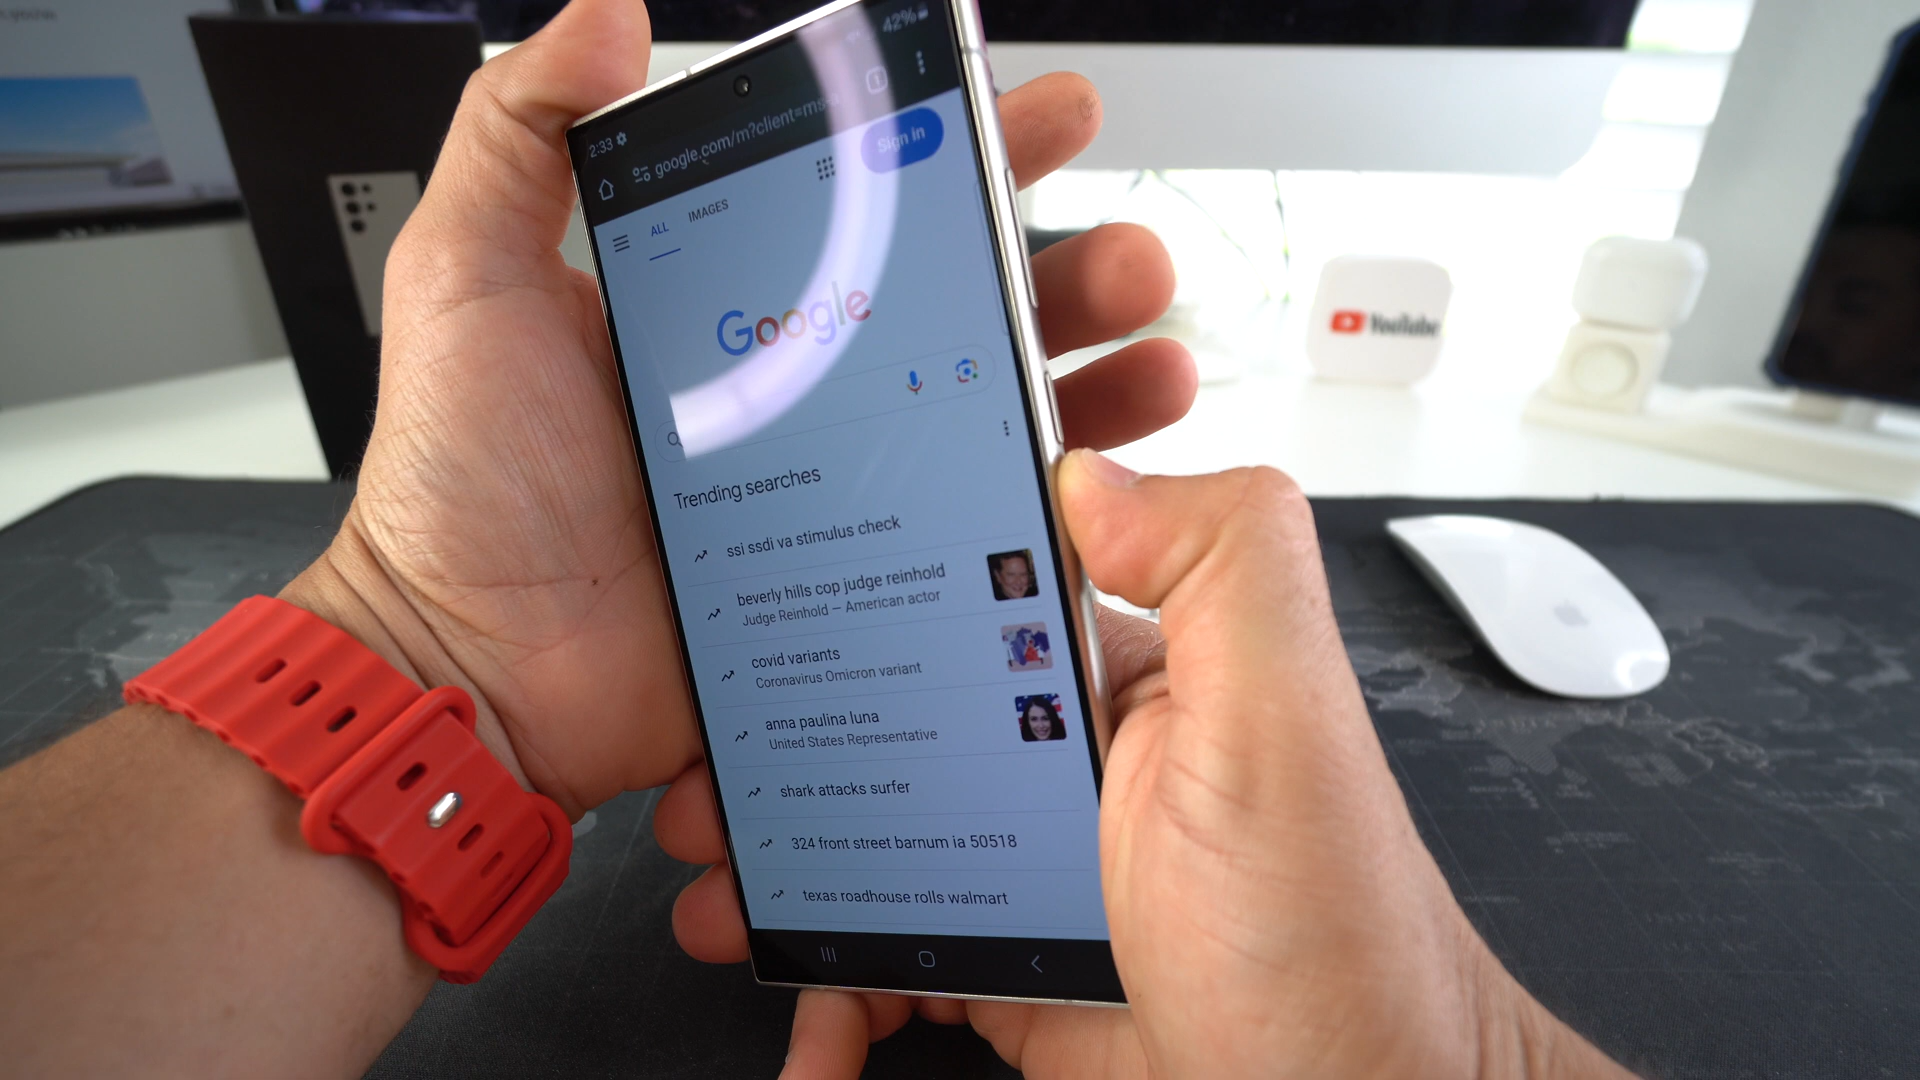 42%
2:33
google.com/m?client=ms-
1
Sign in
ALL
IMAGES
Google
YouTube
Trending searches
ssi ssdi va stimulus check
beverly hills cop judge reinhold
Judge Reinhold – American actor
covid variants
Coronavirus Omicron variant
anna paulina luna
United States Representative
shark attacks surfer
324 front street barnum ia 50518
texas roadhouse rolls walmart